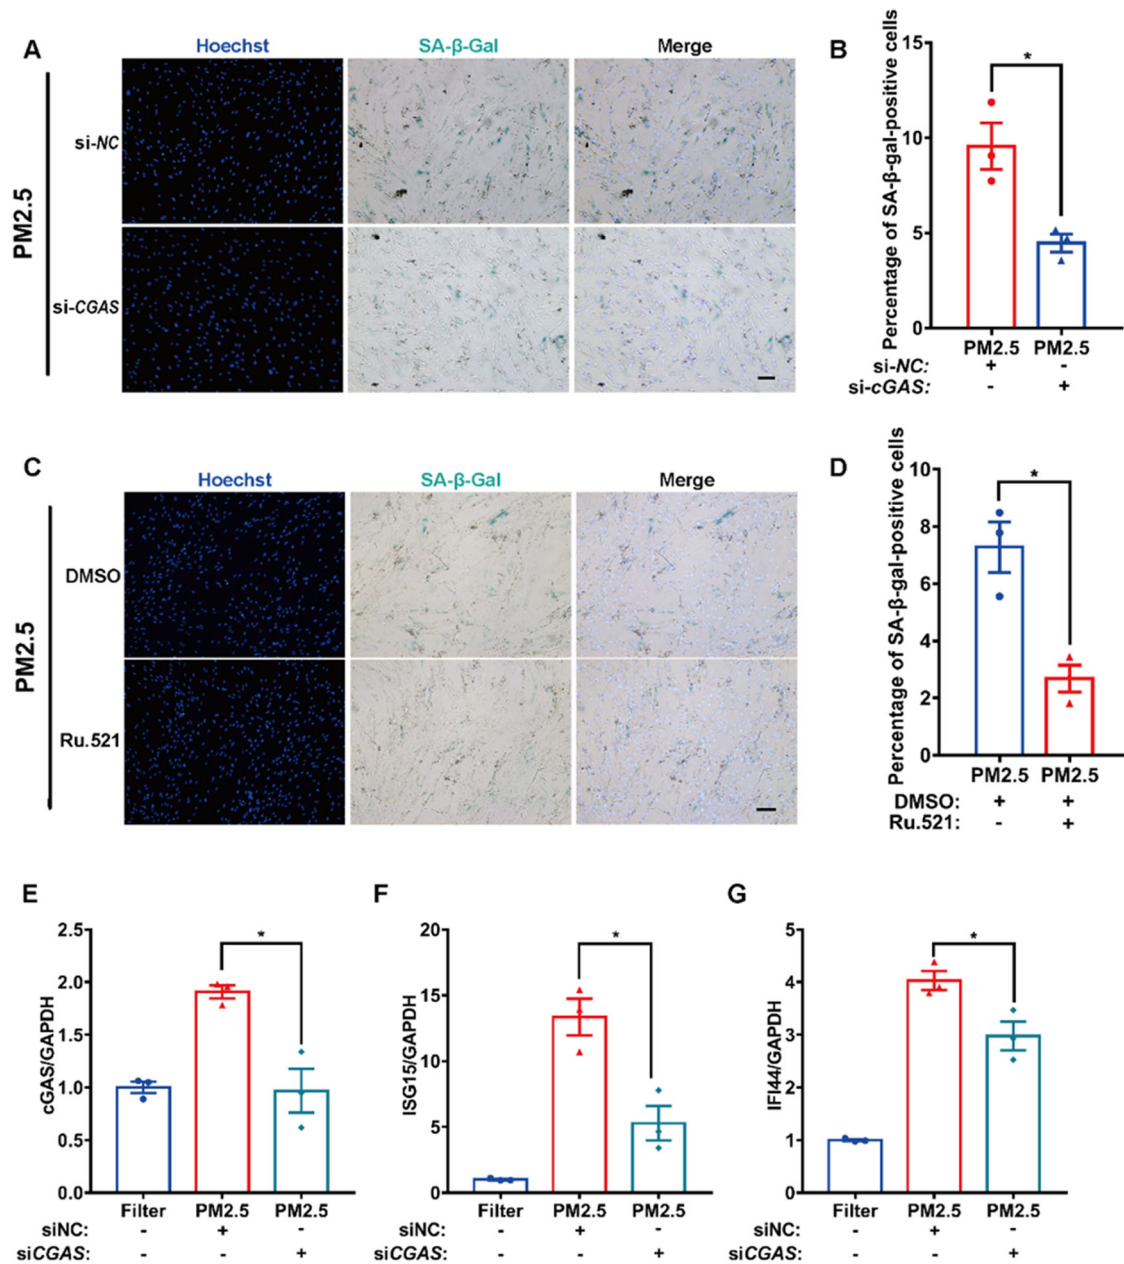 A
Hoechst
SA-β-Gal
Merge
PM2.5
si-NC
si-CGAS
B
Percentage of SA-β-gal-positive cells
15
10
5
0
*
PM2.5 PM2.5
si-NC: + -
si-cGAS: - +
C
Hoechst
SA-β-Gal
Merge
PM2.5
DMSO
Ru.521
D
Percentage of SA-β-gal-positive cells
10
8
6
4
2
0
*
PM2.5 PM2.5
DMSO: + +
Ru.521: - +
E
cGAS/GAPDH
2.5
2.0
1.5
1.0
0.5
0.0
*
Filter PM2.5 PM2.5
siNC: - + -
siCGAS: - - +
F
ISG15/GAPDH
20
15
10
5
0
*
Filter PM2.5 PM2.5
siNC: - + -
siCGAS: - - +
G
IFI44/GAPDH
5
4
3
2
1
0
*
Filter PM2.5 PM2.5
siNC: - + -
siCGAS: - - +